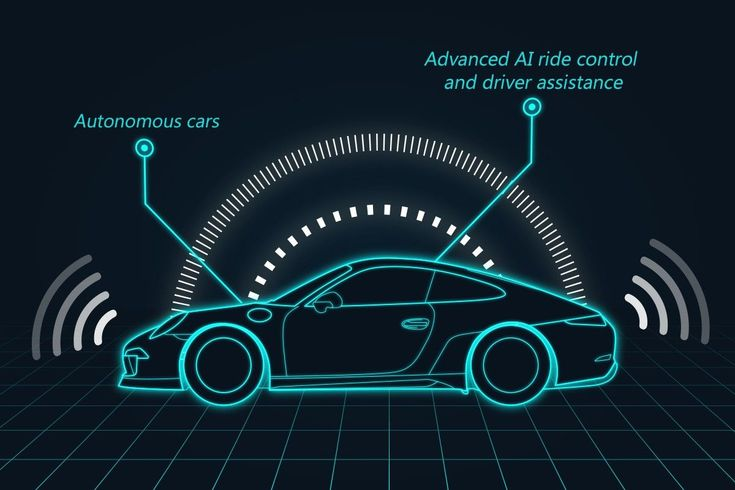 Advanced AI ride control
and driver assistance
Autonomous cars